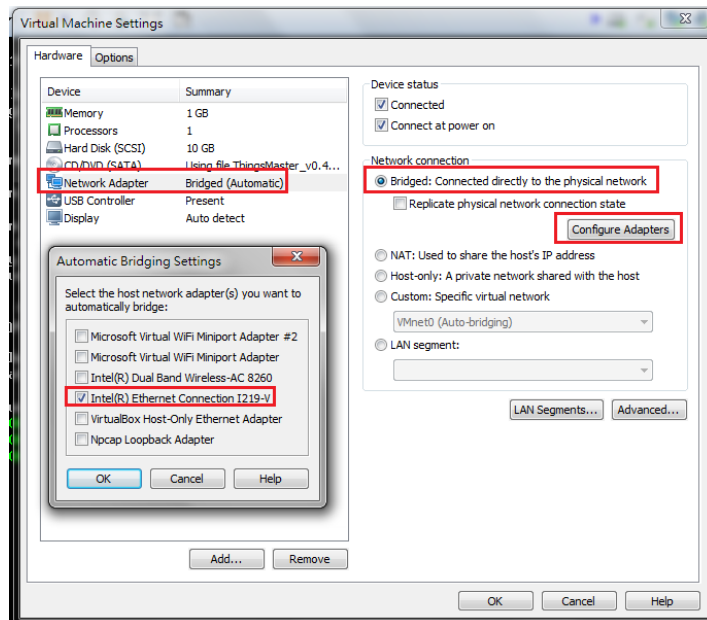 Virtual Machine Settings
Hardware Options
Device Summary
Memory 1 GB
Processors 1
Hard Disk (SCSI) 10 GB
CD/DVD (SATA) Using file ThingsMaster_v0.4...
Network Adapter Bridged (Automatic)
USB Controller Present
Display Auto detect
Automatic Bridging Settings
Select the host network adapter(s) you want to
automatically bridge:
Microsoft Virtual WiFi Miniport Adapter #2
Microsoft Virtual WiFi Miniport Adapter
Intel(R) Dual Band Wireless-AC 8260
Intel(R) Ethernet Connection I219-V
VirtualBox Host-Only Ethernet Adapter
Npcap Loopback Adapter
OK Cancel Help
Add... Remove
Device status
Connected
Connect at power on
Network connection
Bridged: Connected directly to the physical network
Replicate physical network connection state
Configure Adapters
NAT: Used to share the host's IP address
Host-only: A private network shared with the host
Custom: Specific virtual network
VMnet0 (Auto-bridging)
LAN segment:
LAN Segments... Advanced...
OK Cancel Help